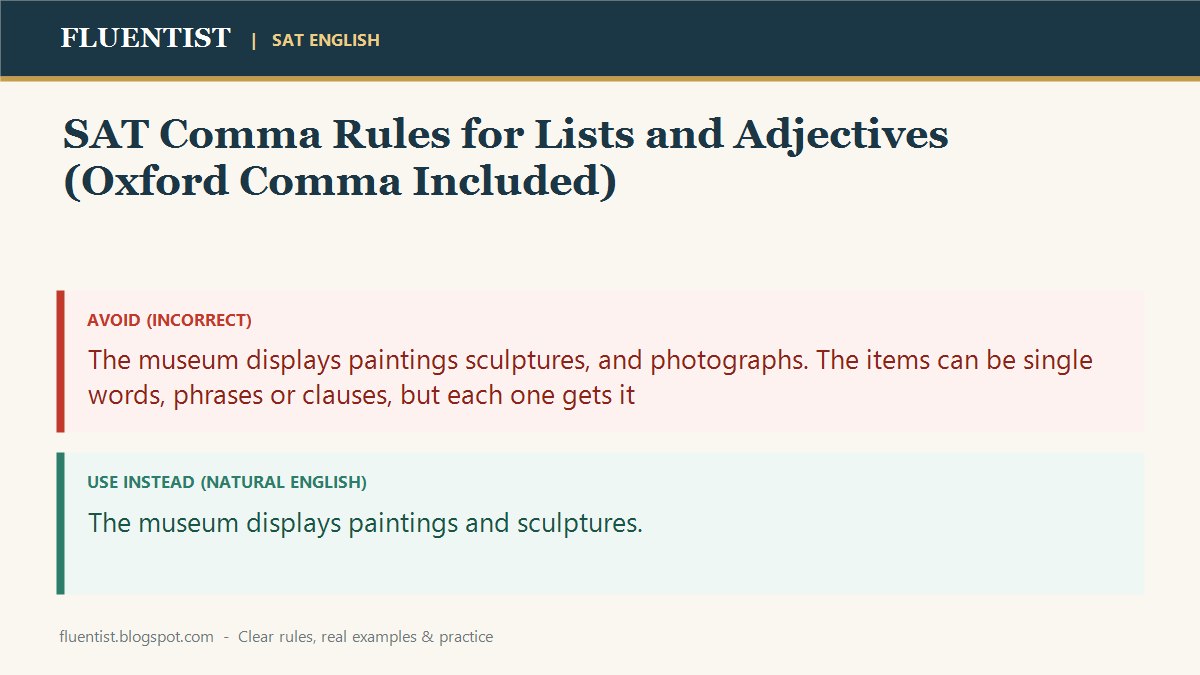 FLUENTIST | SAT ENGLISH
SAT Comma Rules for Lists and Adjectives
(Oxford Comma Included)
AVOID (INCORRECT)
The museum displays paintings sculptures, and photographs. The items can be single
words, phrases or clauses, but each one gets it
USE INSTEAD (NATURAL ENGLISH)
The museum displays paintings and sculptures.
fluentist.blogspot.com - Clear rules, real examples & practice